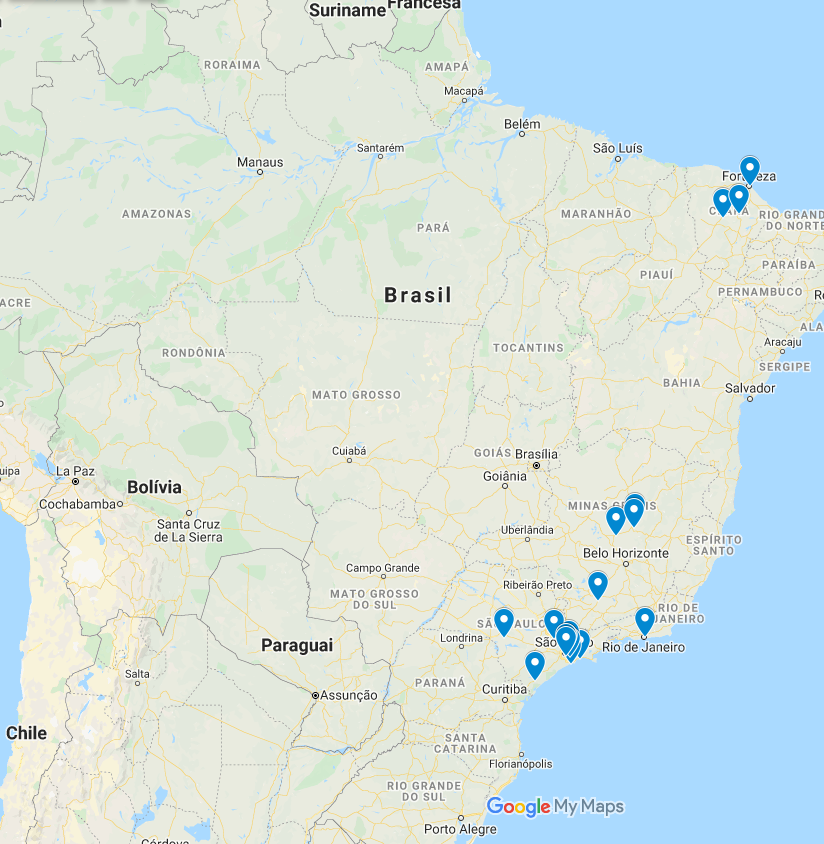 Suriname
Francesa
RORAIMA
AMAPÁ
Macapá
Belém
Santarém
São Luís
Manaus
Fortaleza
AMAZONAS
PARÁ
MARANHÃO
CEARÁ
RIO GRANDE
DO NORTE
PIAUÍ
PARAÍBA
Brasil
PERNAMBUCO
ACRE
Aracaju
TOCANTINS
RONDÔNIA
SERGIPE
BAHIA
Salvador
MATO GROSSO
Cuiabá
GOIÁS
Brasília
La Paz
Goiânia
Bolívia
Cochabamba
MINAS GERAIS
Santa Cruz
de La Sierra
Uberlândia
ESPÍRITO
SANTO
Belo Horizonte
Campo Grande
MATO GROSSO
DO SUL
Ribeirão Preto
RIO DE
JANEIRO
SÃO PAULO
Londrina
São Paulo
Rio de Janeiro
Paraguai
Salta
PARANÁ
Curitiba
Assunção
Chile
SANTA
CATARINA
Florianópolis
RIO GRANDE
DO SUL
Google My Maps
Porto Alegre
Córdova